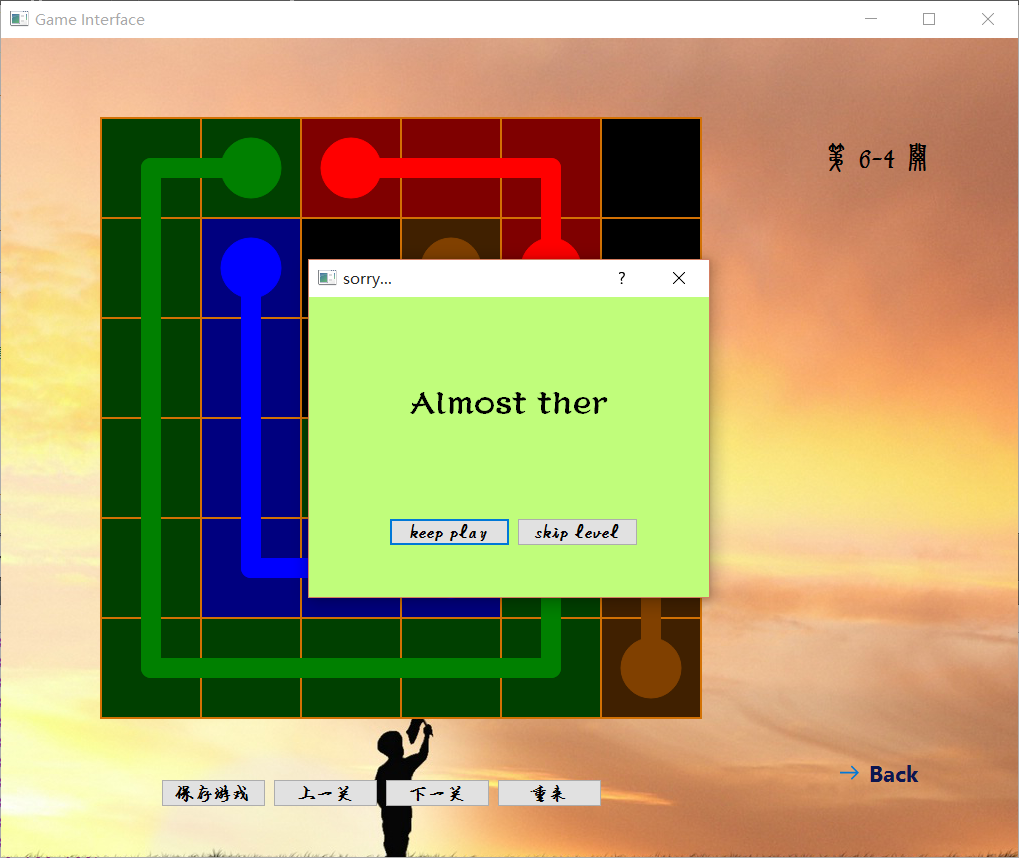 Game Interface
第 6-4 關
sorry...
?
Almost ther
keep play
skip level
Back
保存游戏
上一关
下一关
重来